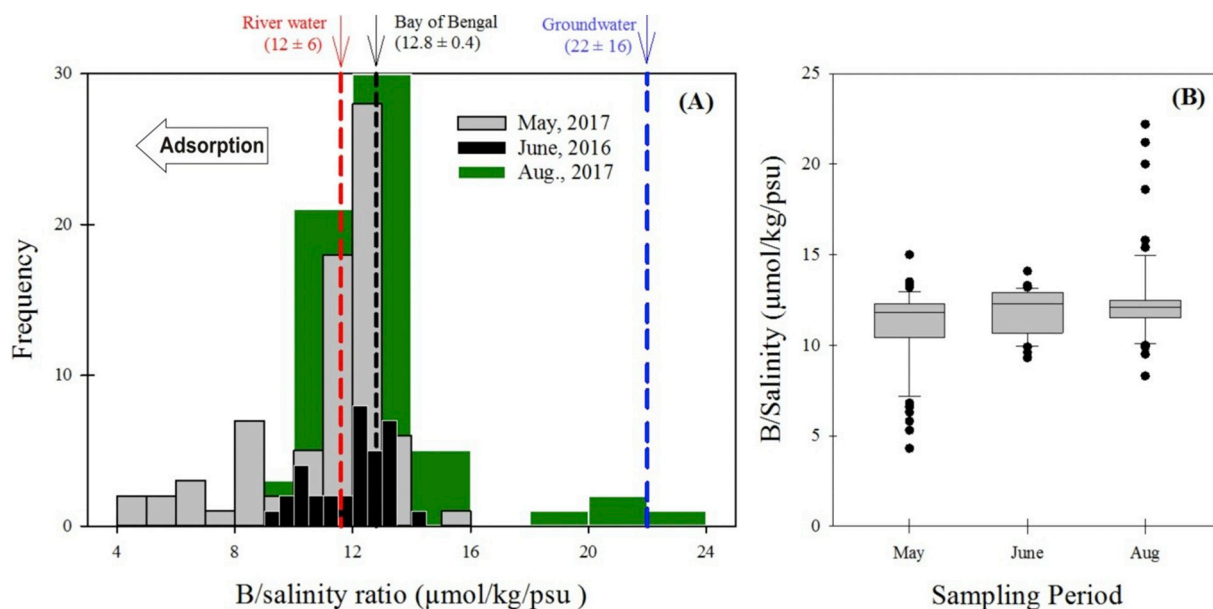 River water
(12 ± 6)
Bay of Bengal
(12.8 ± 0.4)
Groundwater
(22 ± 16)
(A)
Adsorption
May, 2017
June, 2016
Aug., 2017
Frequency
30
20
10
0
4
8
12
16
20
24
B/salinity ratio (µmol/kg/psu )
(B)
B/Salinity (µmol/kg/psu)
25
20
15
10
5
0
May
June
Aug
Sampling Period